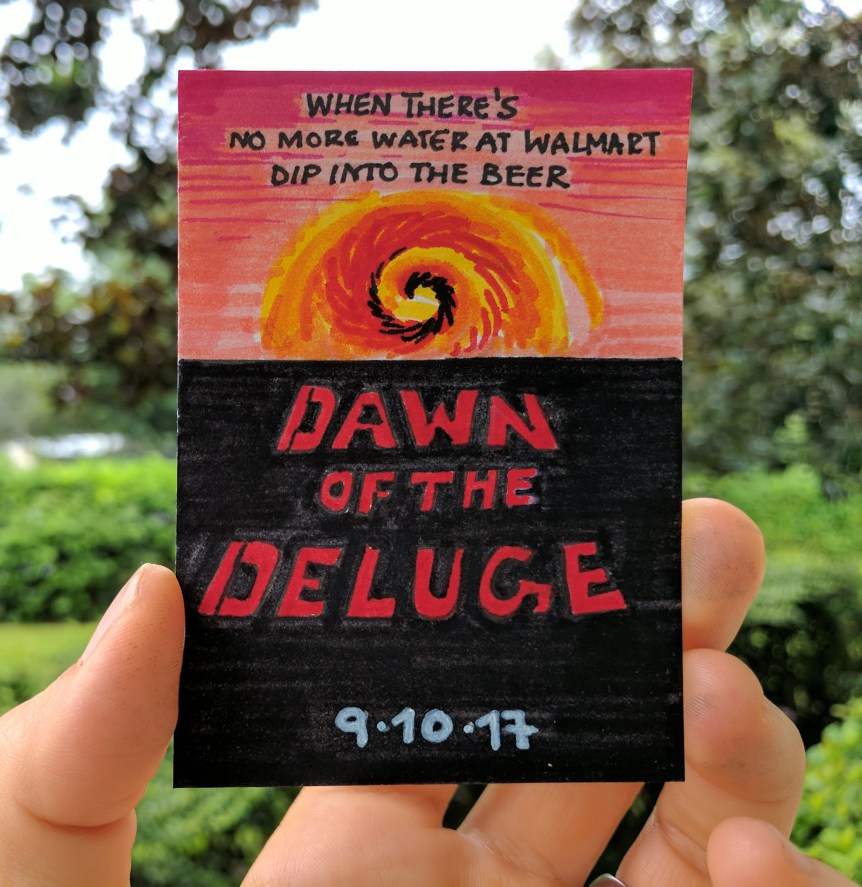 WHEN THERE'S
NO MORE WATER AT WALMART
DIP INTO THE BEER
DAWN
OF THE
DELUGE
9·10·17